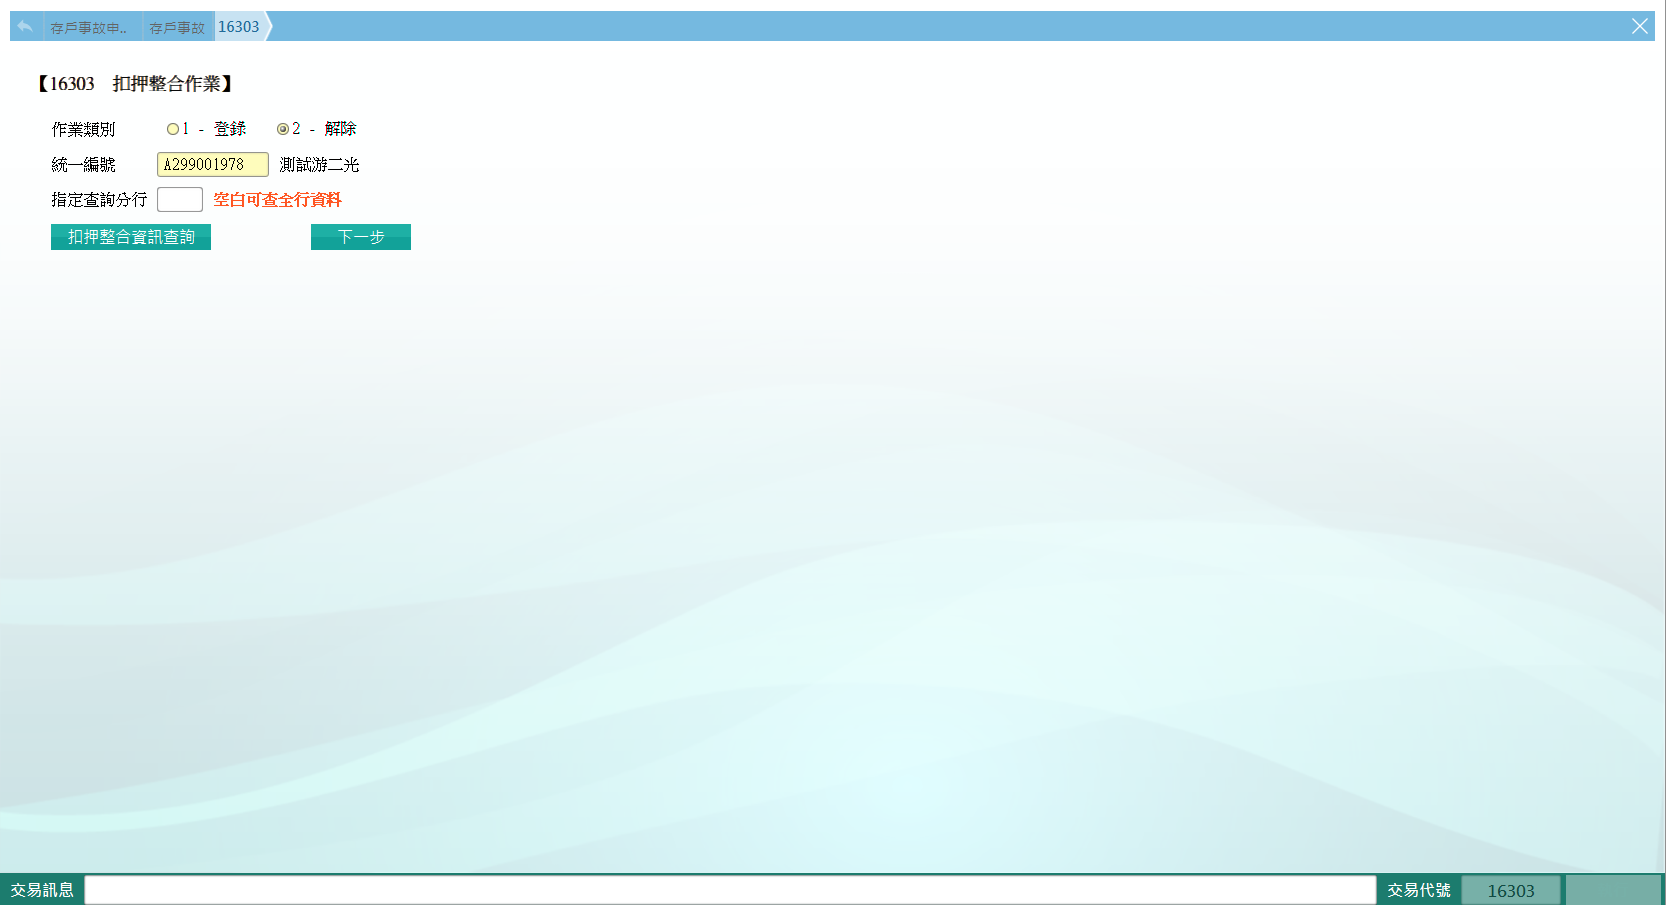 存戶事故申.. 存戶事故 16303
【16303　扣押整合作業】
作業類別 1 - 登錄 2 - 解除
統一編號 A299001978 測試游二光
指定查詢分行 空白可查全行資料
扣押整合資訊查詢 下一步
交易訊息 交易代號 16303